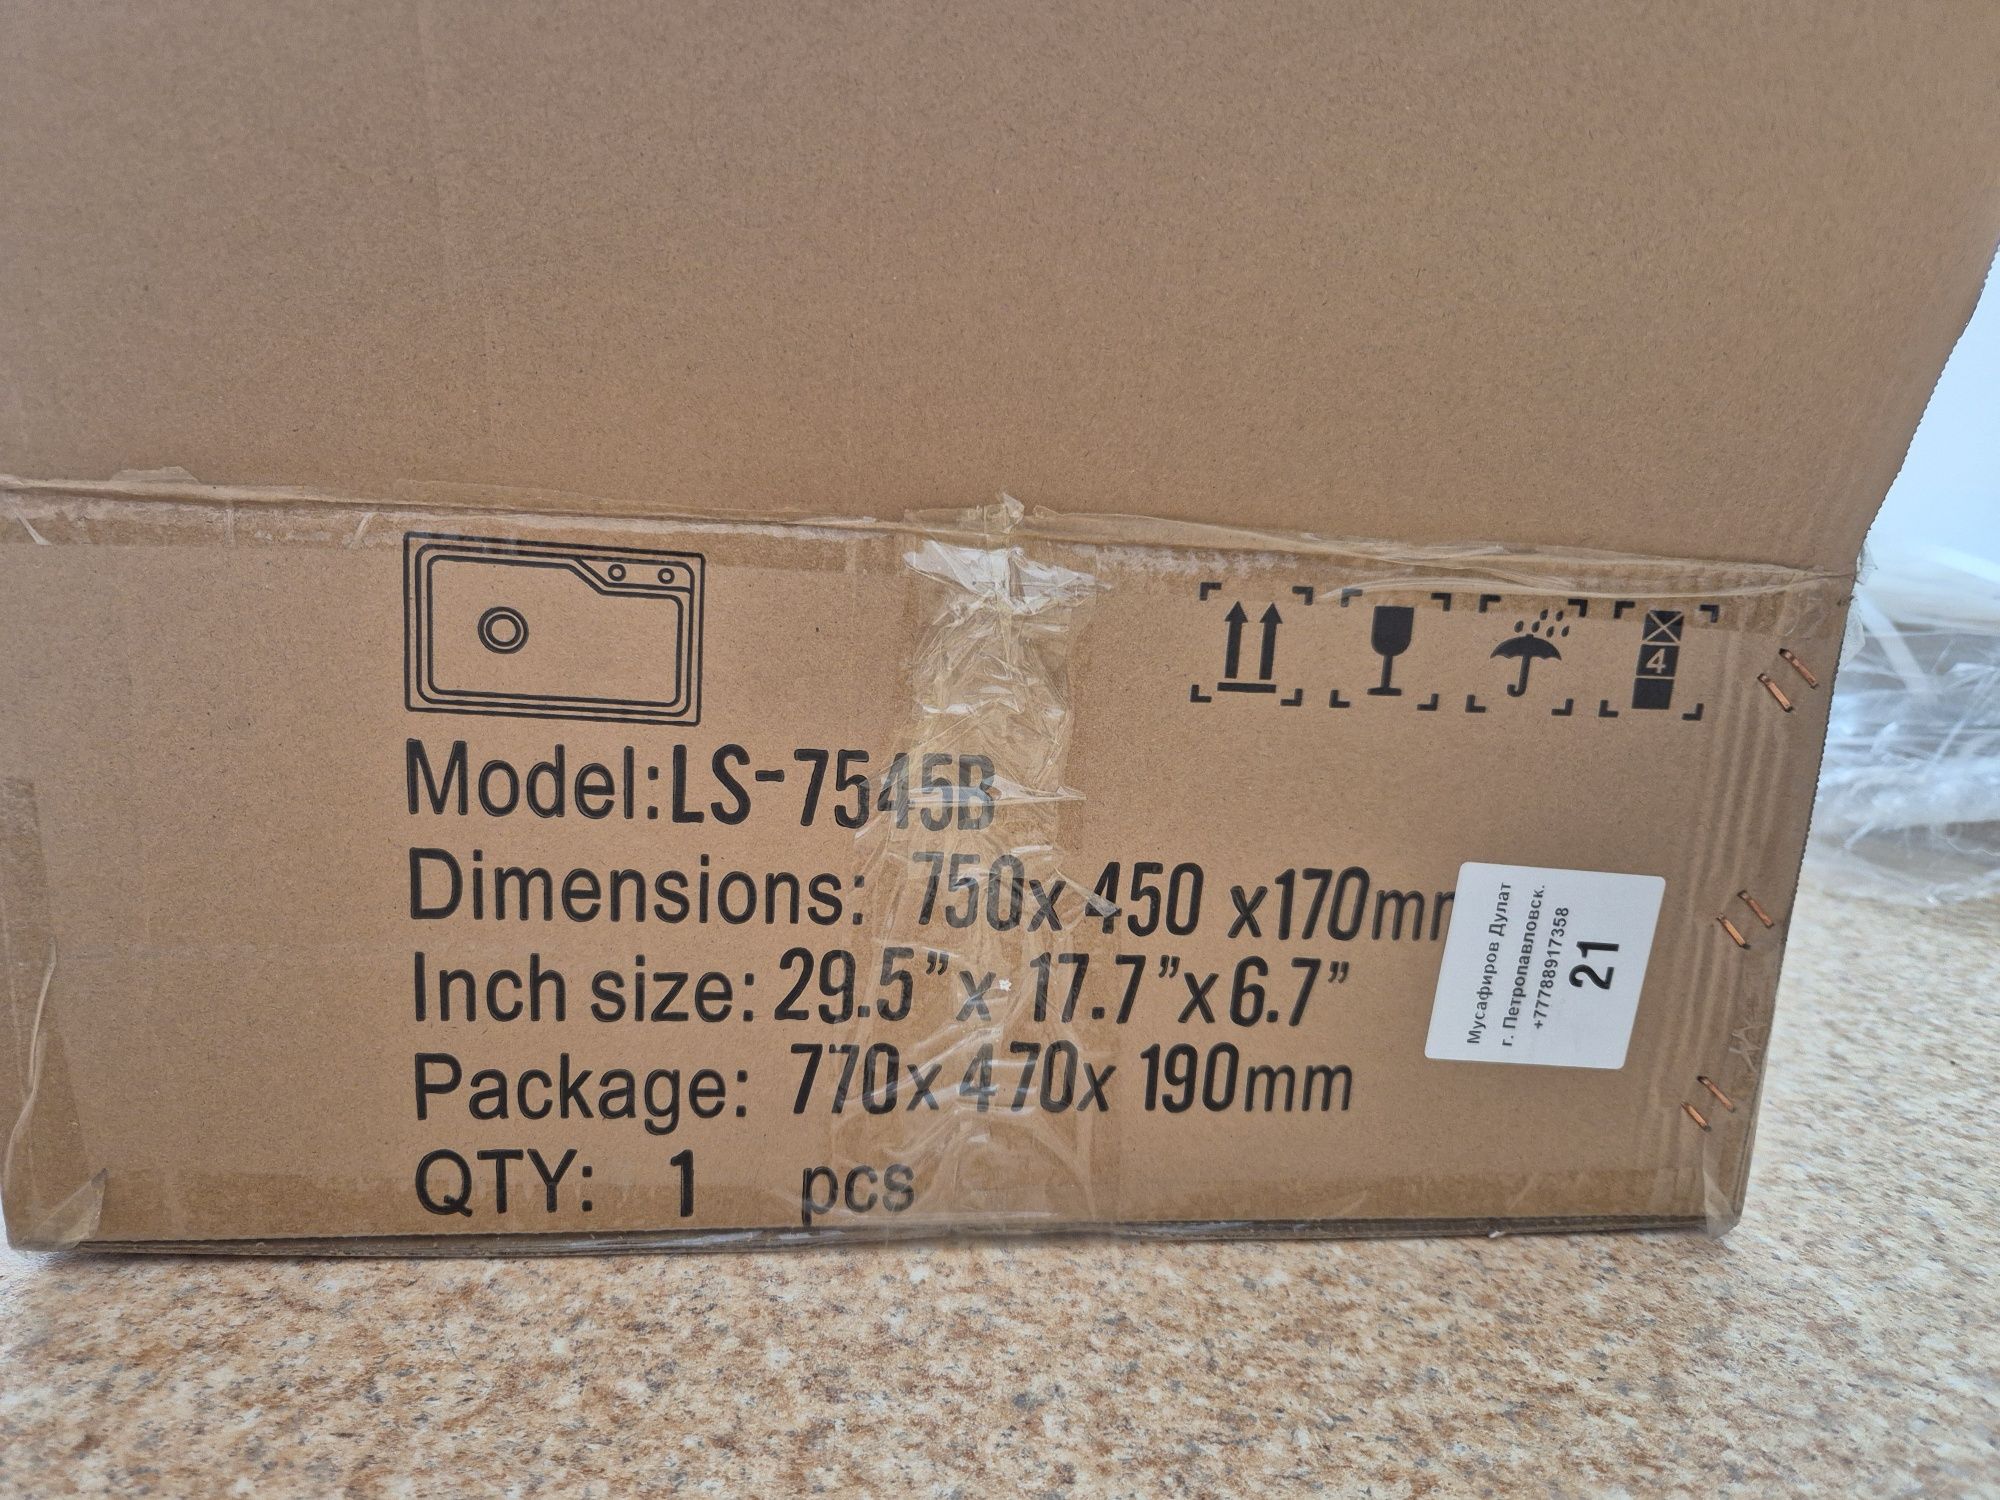 4
Model:LS-7545B
Dimensions: 750x 450 x170mm
Inch size: 29.5"x 17.7"x6.7"
Package: 770x 470x 190mm
QTY: 1 pcs
Мусафиров Дулат
г. Петропавловск.
+77788917358
21